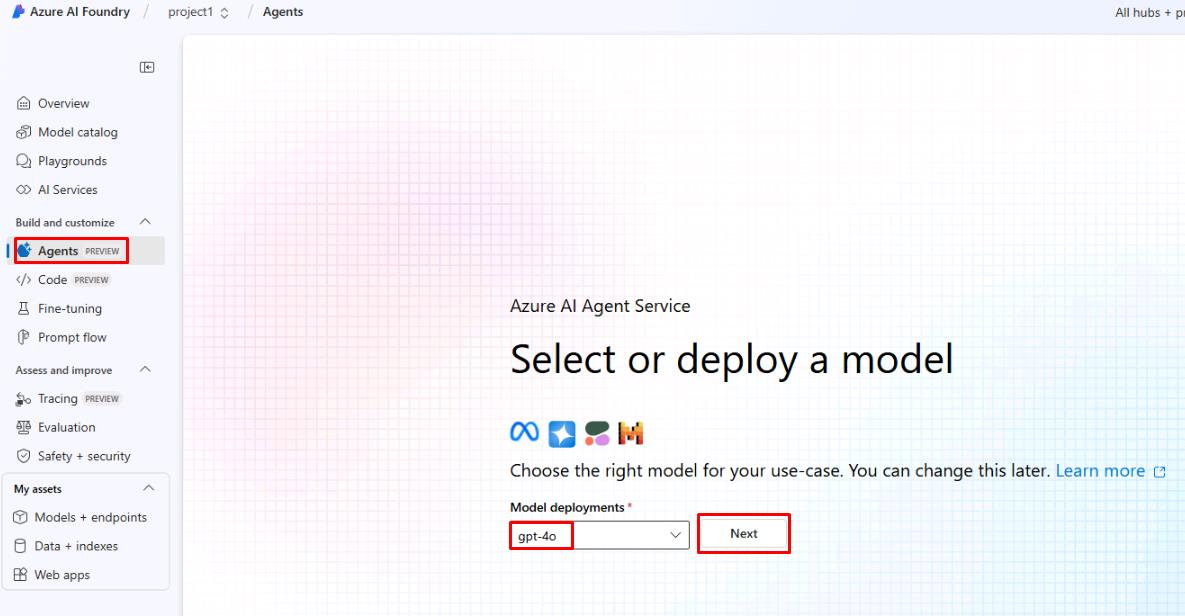 Azure AI Foundry / project1 / Agents
All hubs + pr
Overview
Model catalog
Playgrounds
AI Services
Build and customize
Agents PREVIEW
Code PREVIEW
Fine-tuning
Prompt flow
Assess and improve
Tracing PREVIEW
Evaluation
Safety + security
My assets
Models + endpoints
Data + indexes
Web apps
Azure AI Agent Service
Select or deploy a model
Choose the right model for your use-case. You can change this later. Learn more
Model deployments *
gpt-4o
Next